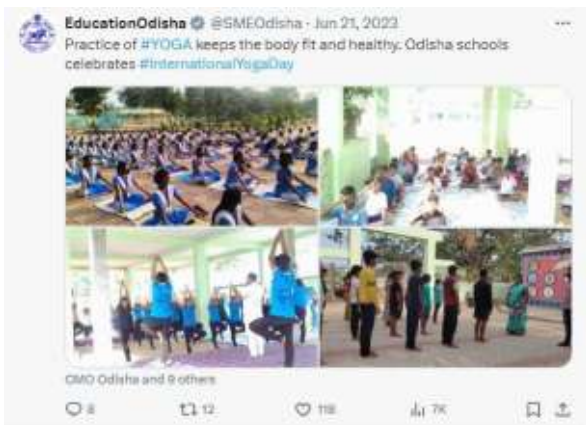 EducationOdisha @SMEOdisha · Jun 21, 2023
Practice of #YOGA keeps the body fit and healthy. Odisha schools
celebrates #InternationalYogaDay
CMO Odisha and 9 others
8 12 118 7K